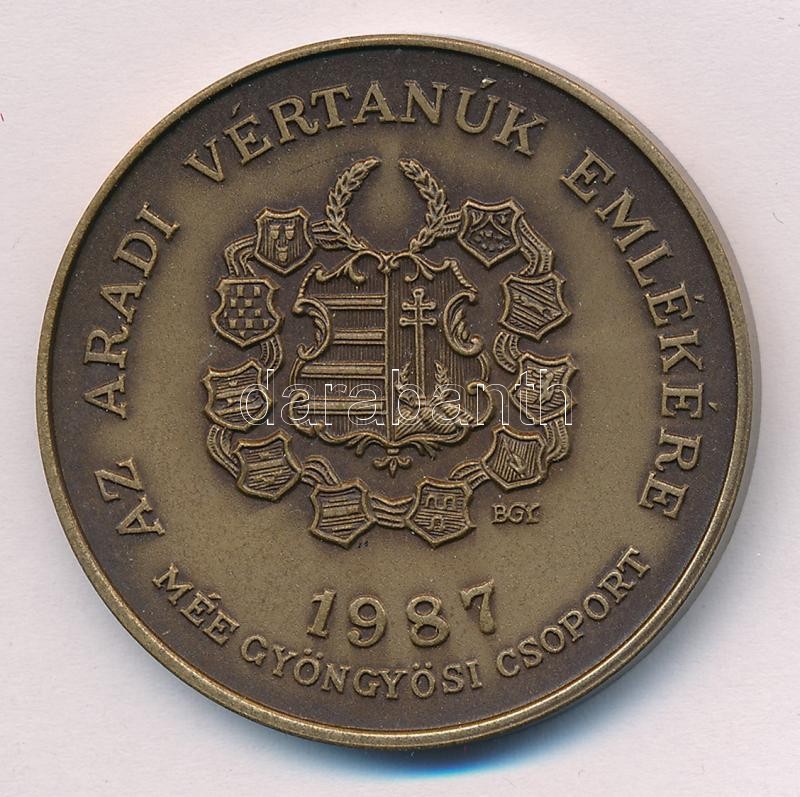 AZ ARADI VÉRTANÚK EMLÉKÉRE
BGY
1987
MÉE GYÖNGYÖSI CSOPORT
darabanth